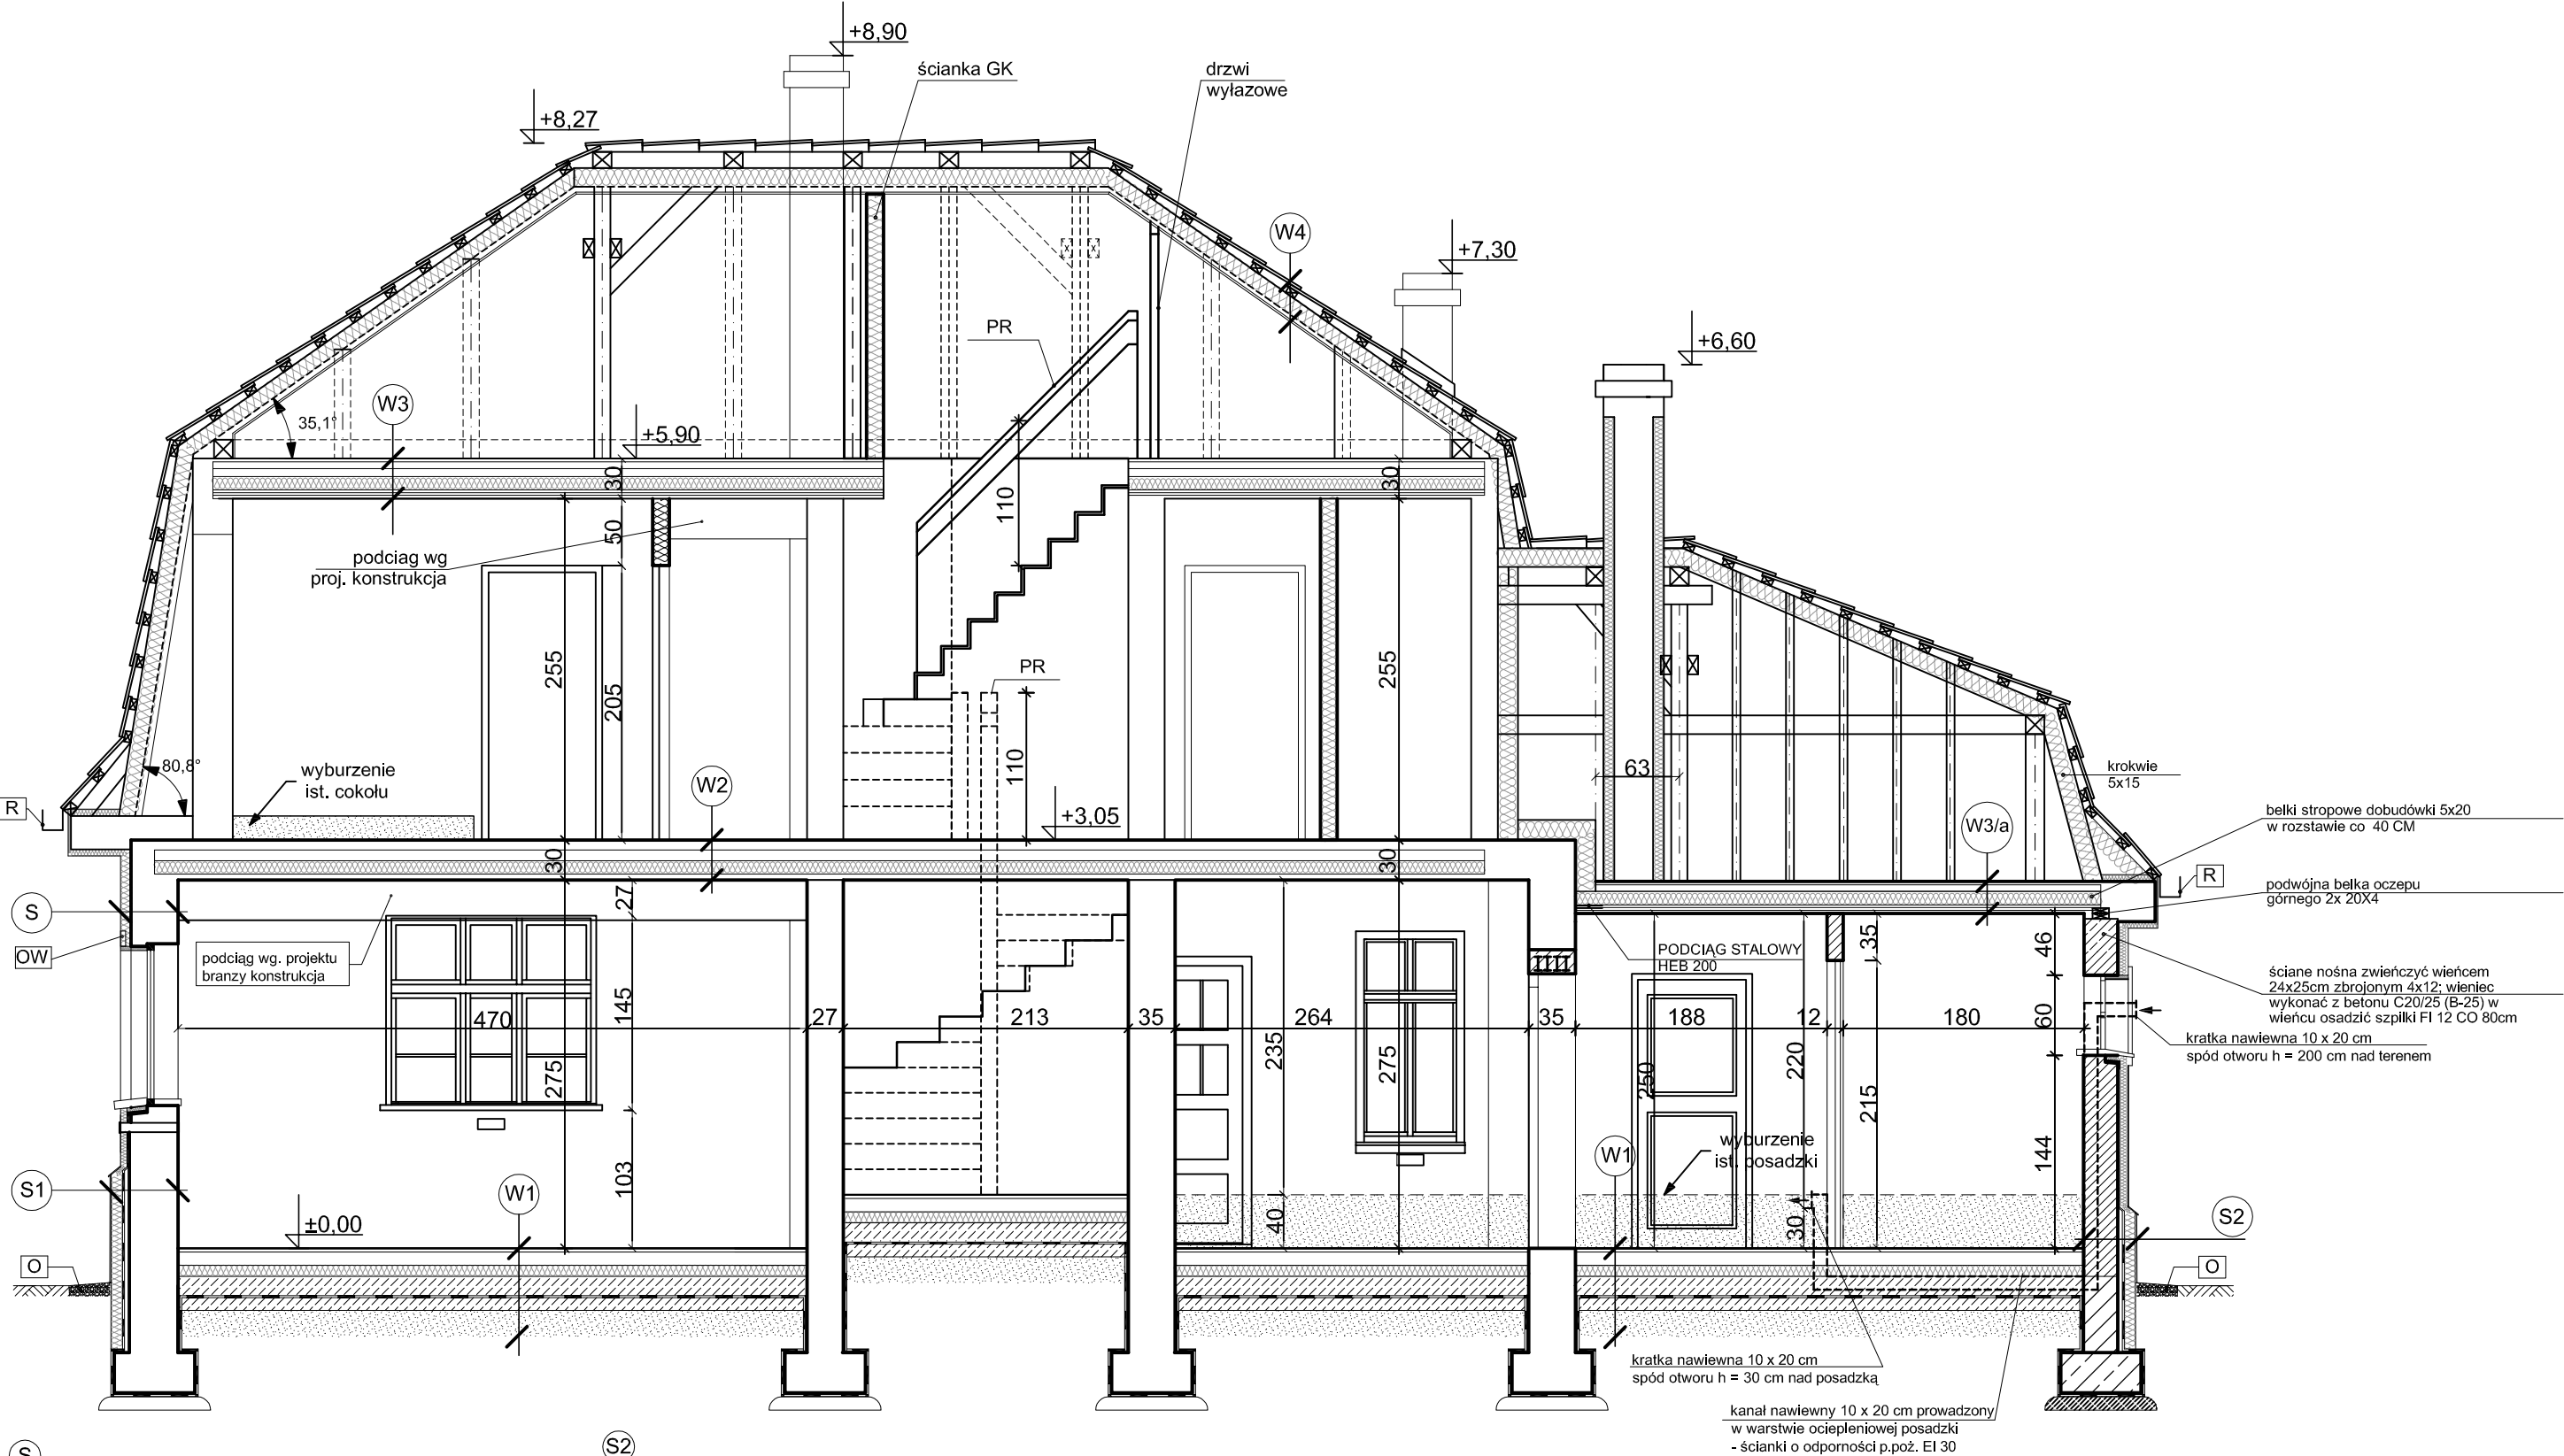 +8,90
ścianka GK
drzwi
wyłazowe
+8,27
W4
+7,30
+6,60
PR
W3
35,1°
+5,90
30
30
110
50
podciag wg
proj. konstrukcja
255
205
255
PR
110
63
80,8°
wyburzenie
ist. cokołu
W2
+3,05
W3/a
krokwie
5x15
R
belki stropowe dobudówki 5x20
w rozstawie co 40 CM
30
30
R
podwójna belka oczepu
górnego 2x 20X4
27
S
OW
podciąg wg. projektu
branzy konstrukcja
PODCIĄG STALOWY
HEB 200
35
46
ściane nośna zwieńczyć wieńcem
24x25cm zbrojonym 4x12; wieniec
wykonać z betonu C20/25 (B-25) w
wieńcu osadzić szpilki FI 12 CO 80cm
145
470
27
213
35
264
35
188
12
180
60
kratka nawiewna 10 x 20 cm
spód otworu h = 200 cm nad terenem
275
235
275
250
220
215
103
wyburzenie
ist. posadzki
144
S1
W1
W1
±0,00
40
30
S2
O
O
kratka nawiewna 10 x 20 cm
spód otworu h = 30 cm nad posadzką
kanał nawiewny 10 x 20 cm prowadzony
w warstwie ociepleniowej posadzki
- ścianki o odporności p.poż. EI 30
S
S2